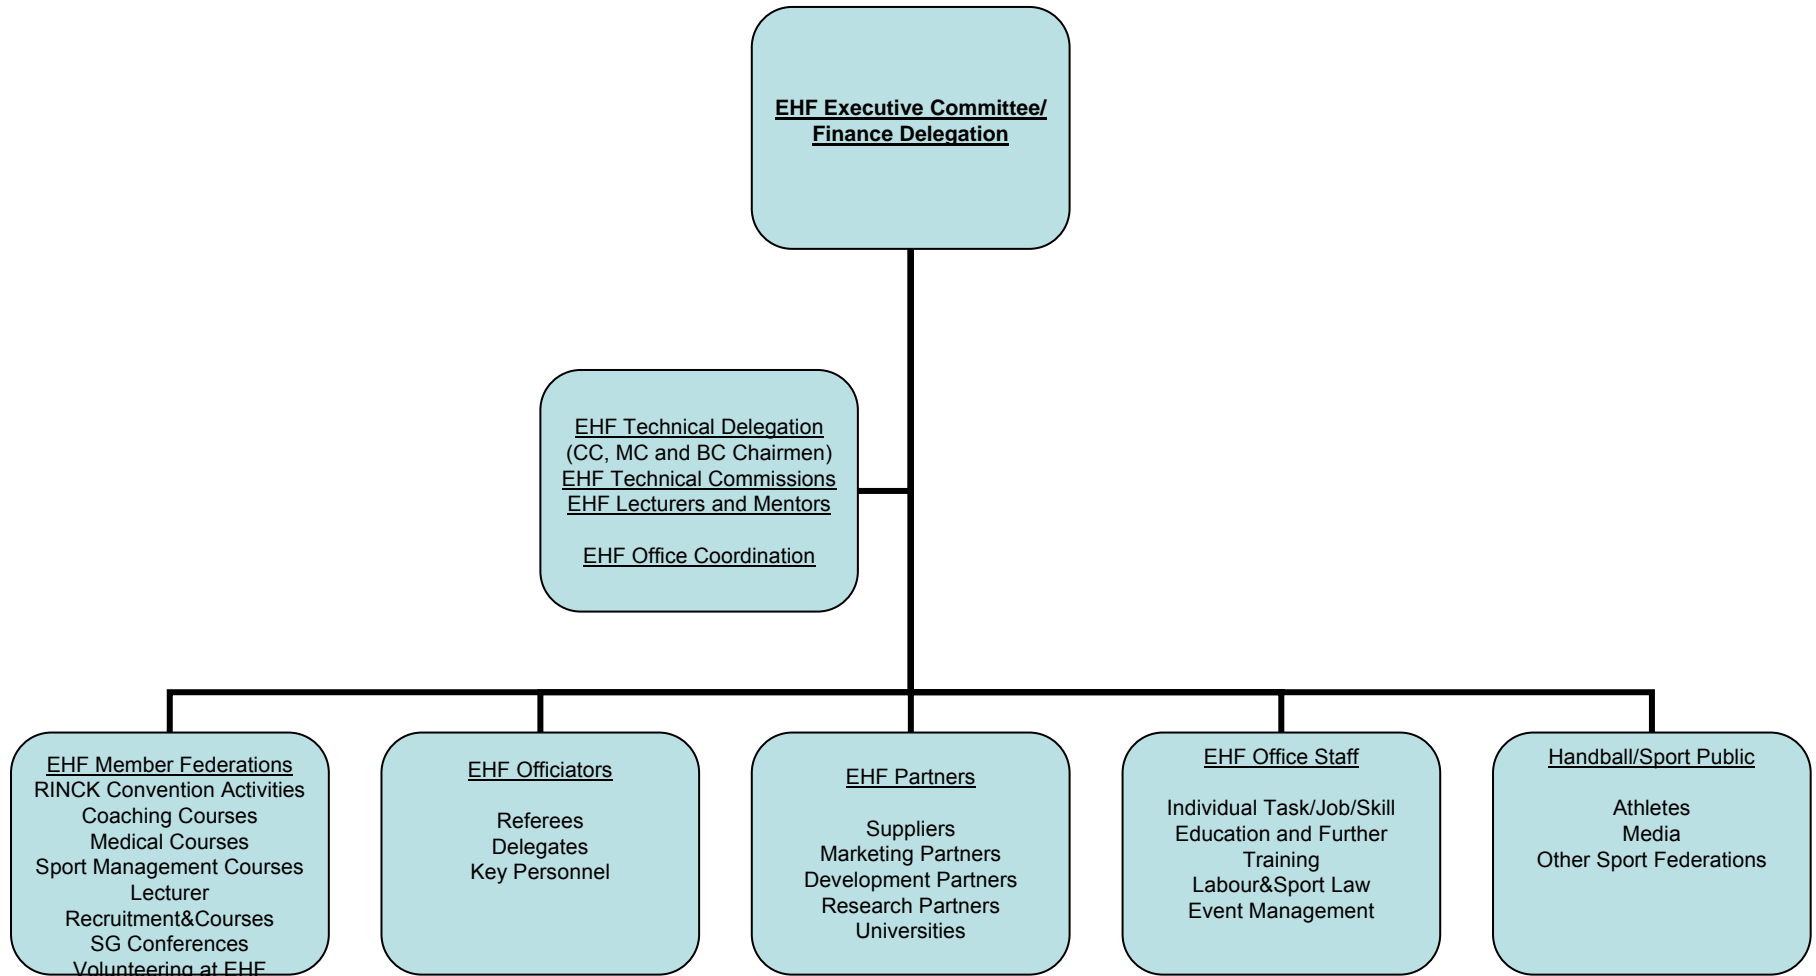 EHF Executive Committee/
Finance Delegation
EHF Technical Delegation
(CC, MC and BC Chairmen)
EHF Technical Commissions
EHF Lecturers and Mentors
EHF Office Coordination
EHF Member Federations
RINCK Convention Activities
Coaching Courses
Medical Courses
Sport Management Courses
Lecturer
Recruitment&Courses
SG Conferences
Volunteering at EHF
EHF Officiators
Referees
Delegates
Key Personnel
EHF Partners
Suppliers
Marketing Partners
Development Partners
Research Partners
Universities
EHF Office Staff
Individual Task/Job/Skill
Education and Further
Training
Labour&Sport Law
Event Management
Handball/Sport Public
Athletes
Media
Other Sport Federations